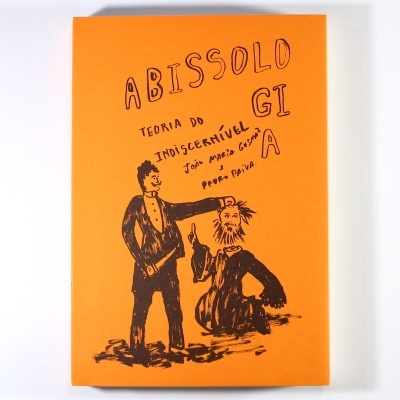 ABISSOLO
GI
A
TEORIA DO
INDISCERNÍVEL
JOÃO MARIA GUSMÃO
e
PEDRO PAIVA.